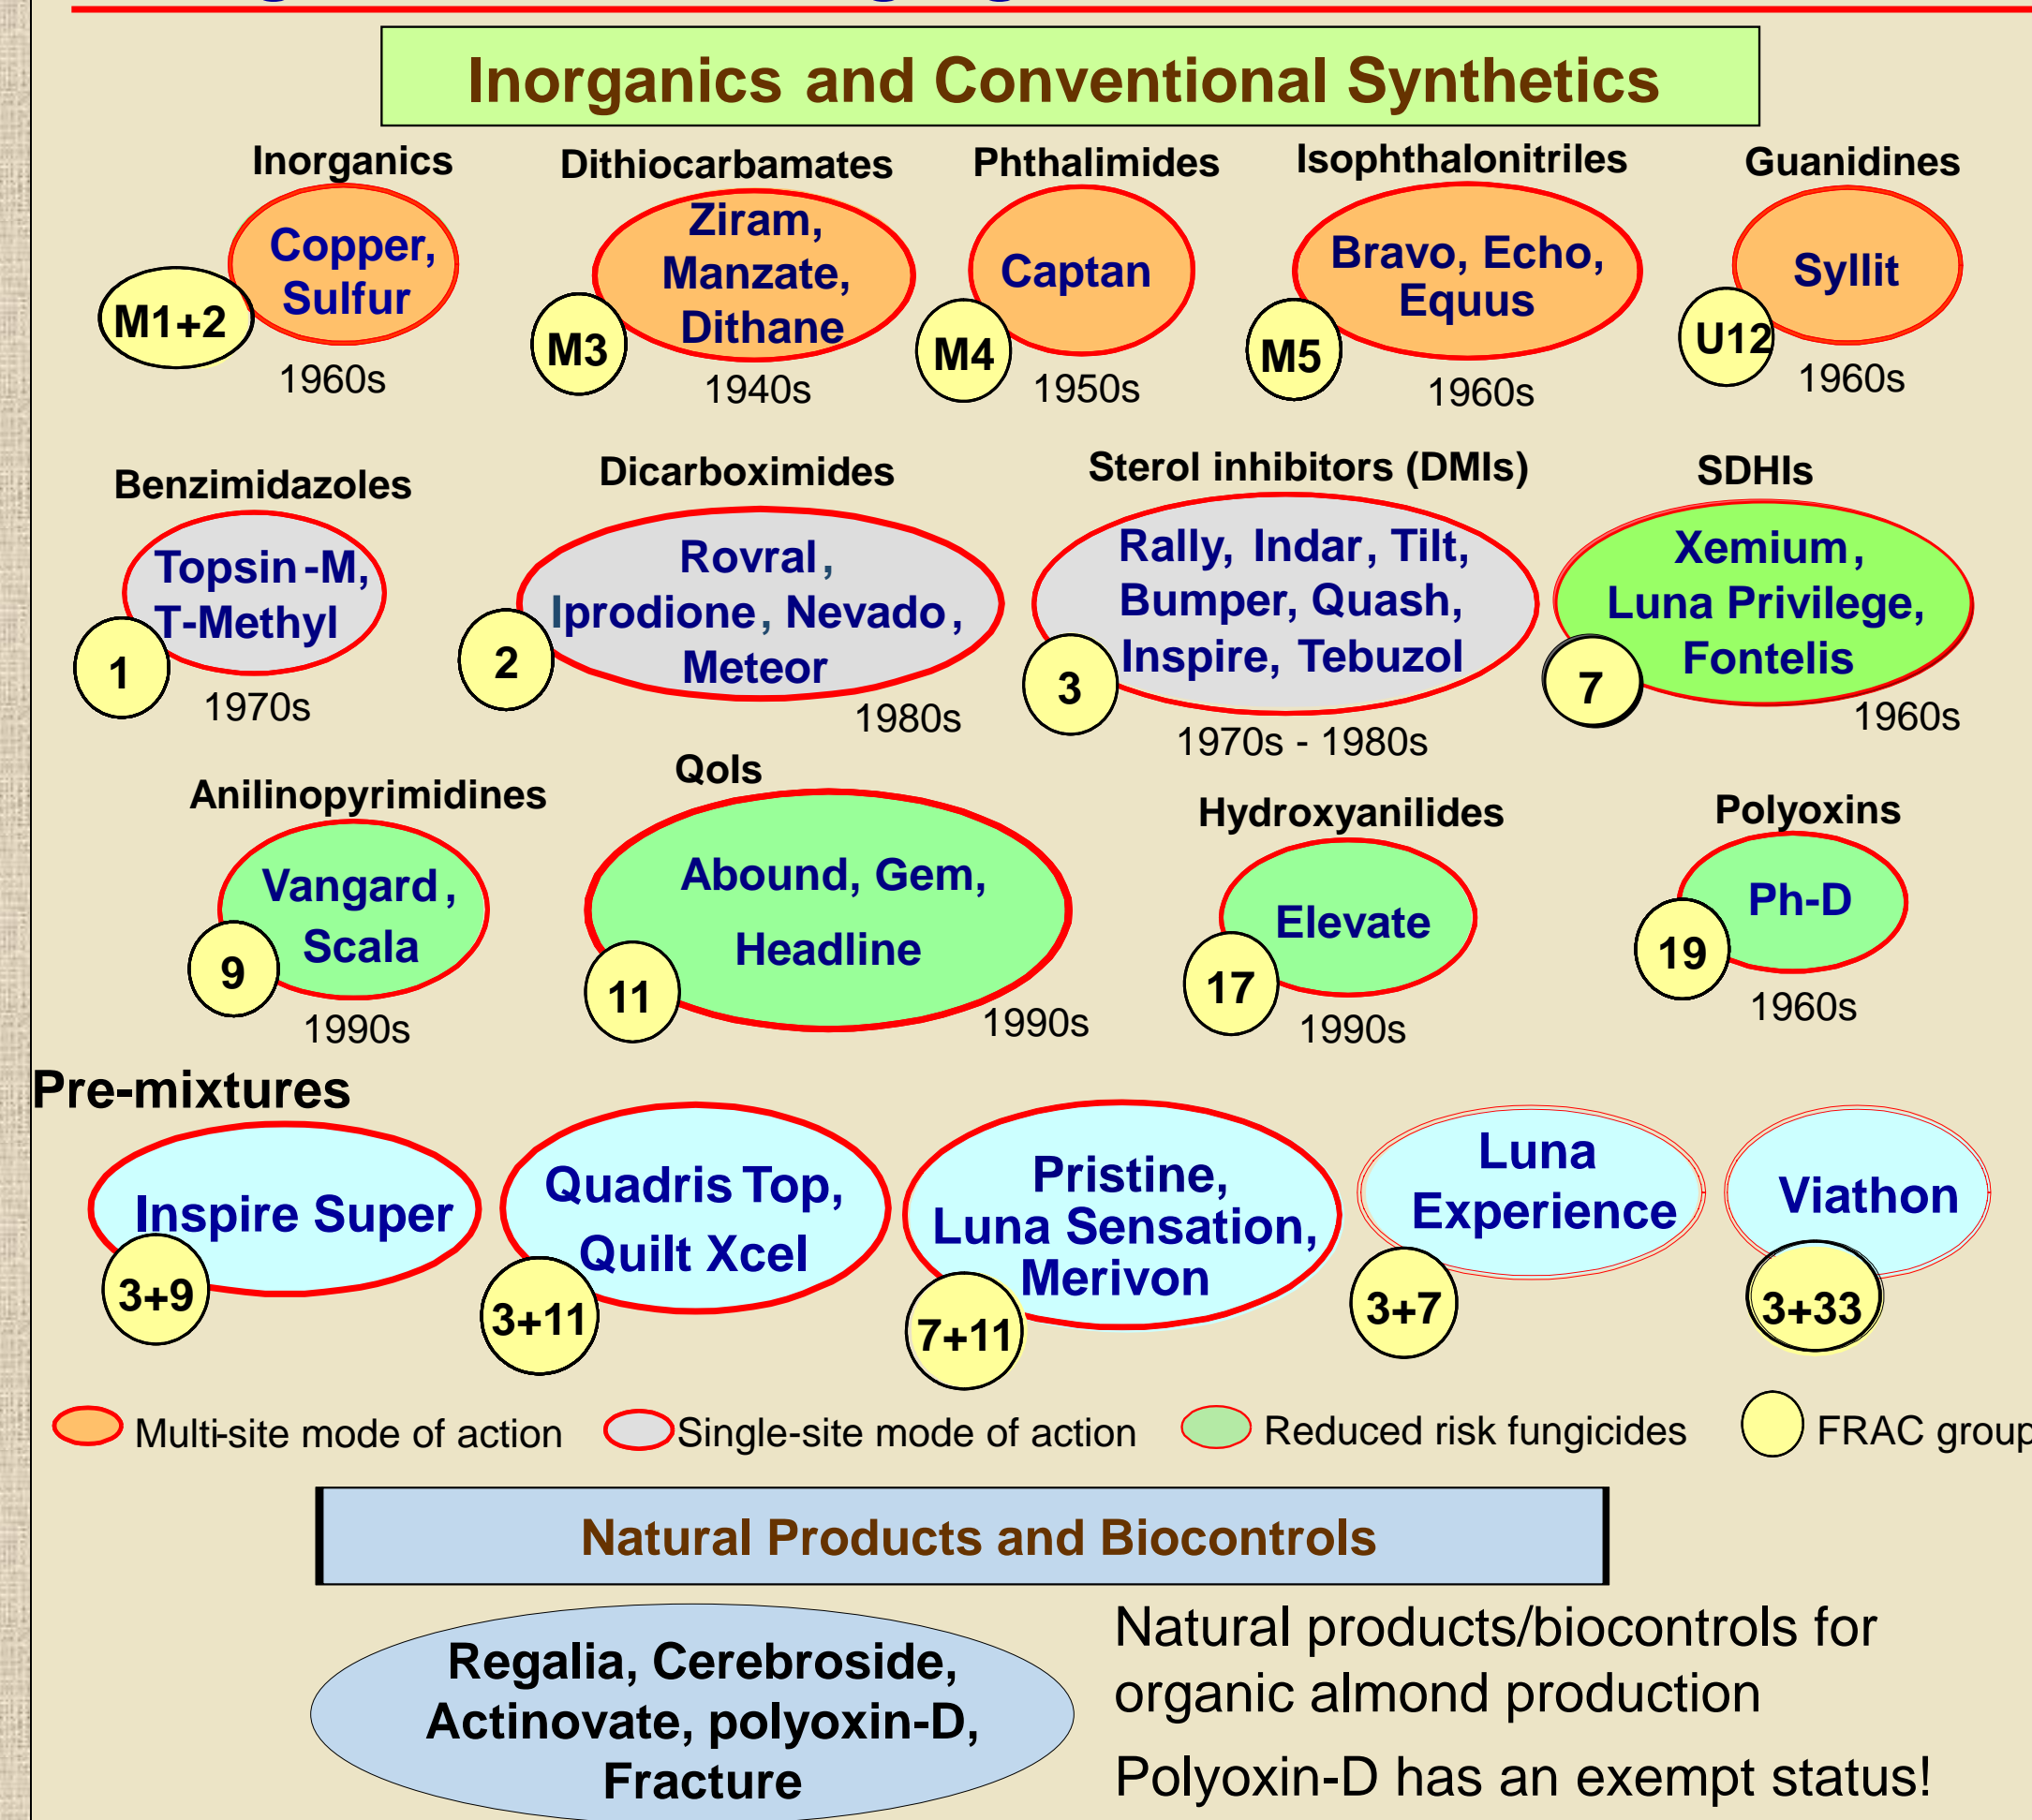 Inorganics and Conventional Synthetics
Inorganics
Copper,
Sulfur
M1+2
1960s
Dithiocarbamates
Ziram,
Manzate,
Dithane
M3
1940s
Phthalimides
Captan
M4
1950s
Isophthalonitriles
Bravo, Echo,
Equus
M5
1960s
Guanidines
Syllit
U12
1960s
Benzimidazoles
Topsin-M,
T-Methyl
1
1970s
Dicarboximides
Rovral,
Iprodione, Nevado,
Meteor
2
1980s
Sterol inhibitors (DMIs)
Rally, Indar, Tilt,
Bumper, Quash,
Inspire, Tebuzol
3
1970s - 1980s
SDHIs
Xemium,
Luna Privilege,
Fontelis
7
1960s
Anilinopyrimidines
Vangard,
Scala
9
1990s
QoIs
Abound, Gem,
Headline
11
1990s
Hydroxyanilides
Elevate
17
1990s
Polyoxins
Ph-D
19
1960s
Pre-mixtures
Inspire Super
3+9
Quadris Top,
Quilt Xcel
3+11
Pristine,
Luna Sensation,
Merivon
7+11
Luna
Experience
3+7
Viathon
3+33
Multi-site mode of action
Single-site mode of action
Reduced risk fungicides
FRAC group
Natural Products and Biocontrols
Regalia, Cerebroside,
Actinovate, polyoxin-D,
Fracture
Natural products/biocontrols for
organic almond production
Polyoxin-D has an exempt status!